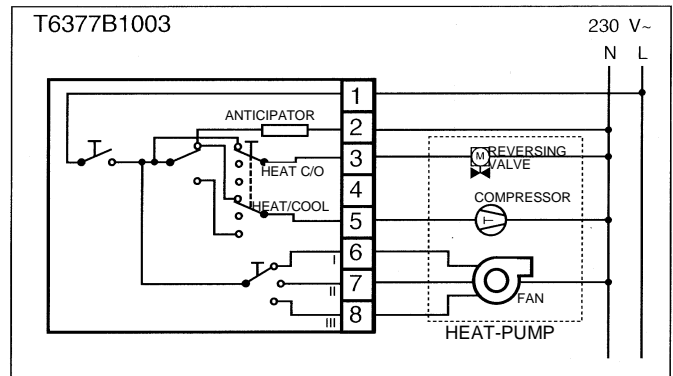 T6377B1003
230 V~
N L
1
ANTICIPATOR
2
3
REVERSING
VALVE
M
HEAT C/O
4
HEAT/COOL
COMPRESSOR
5
6
I
7
II
FAN
8
III
HEAT-PUMP